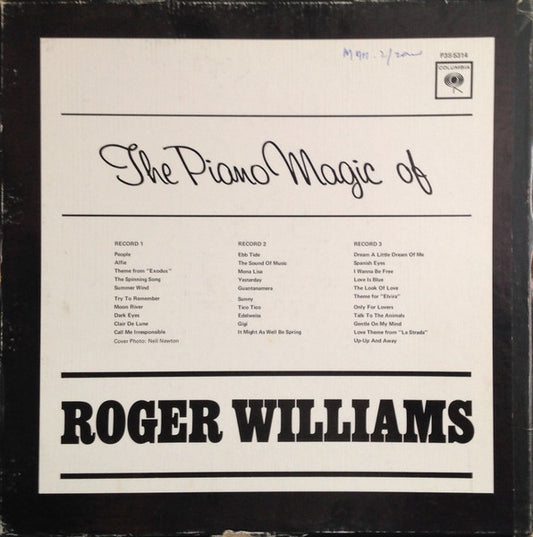 P3S-5314
COLUMBIA
The Piano Magic of
RECORD 1
People
Alfie
Theme from "Exodus"
The Spinning Song
Summer Wind
Try To Remember
Moon River
Dark Eyes
Clair De Lune
Call Me Irresponsible
Cover Photo: Neil Newton
RECORD 2
Ebb Tide
The Sound Of Music
Mona Lisa
Yesterday
Guantanamera
Sunny
Tico Tico
Edelweiss
Gigi
It Might As Well Be Spring
RECORD 3
Dream A Little Dream Of Me
Spanish Eyes
I Wanna Be Free
Love Is Blue
The Look Of Love
Theme for "Elvira"
Only For Lovers
Talk To The Animals
Gentle On My Mind
Love Theme from "La Strada"
Up-Up And Away
ROGER WILLIAMS